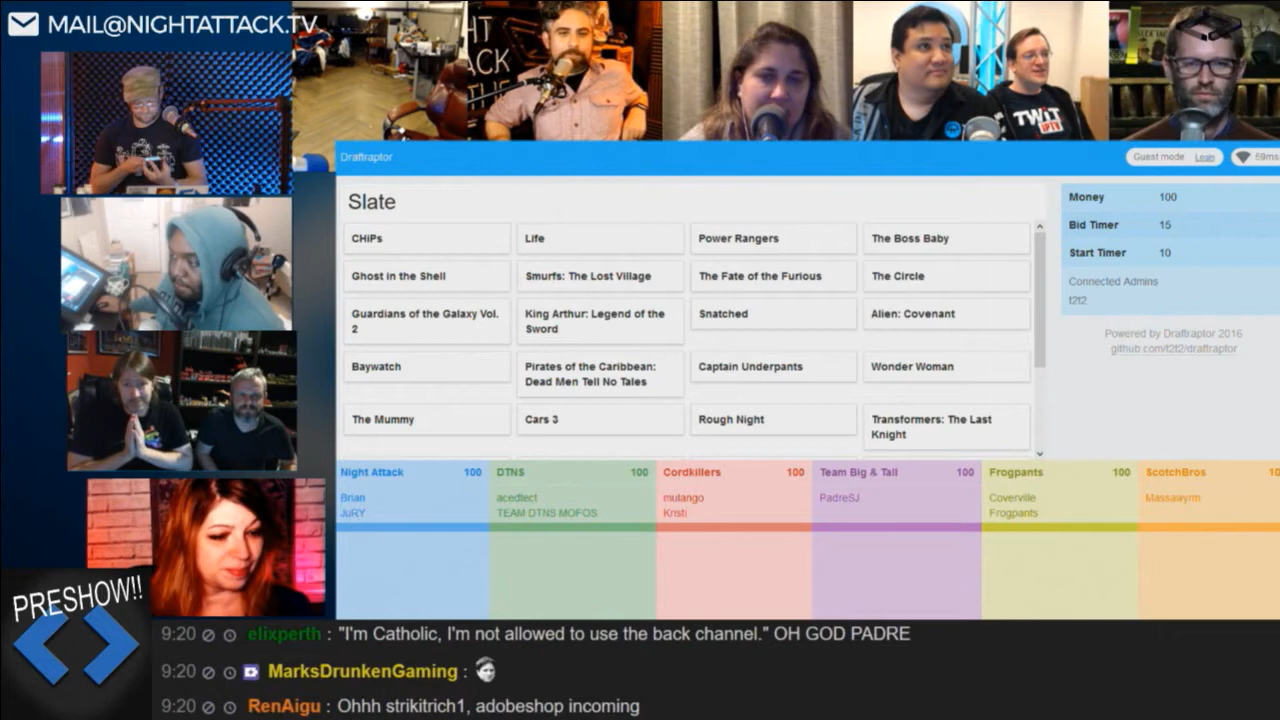 MAIL@NIGHTATTACK.TV
TWiT
IPTV
Draftraptor
Guest mode Login 59ms
Slate
CHiPs
Life
Power Rangers
The Boss Baby
Ghost in the Shell
Smurfs: The Lost Village
The Fate of the Furious
The Circle
Guardians of the Galaxy Vol.
2
King Arthur: Legend of the
Sword
Snatched
Alien: Covenant
Baywatch
Pirates of the Caribbean:
Dead Men Tell No Tales
Captain Underpants
Wonder Woman
The Mummy
Cars 3
Rough Night
Transformers: The Last
Knight
Money 100
Bid Timer 15
Start Timer 10
Connected Admins
t2t2
Powered by Draftraptor 2016
github.com/t2t2/draftraptor
Night Attack 100
Brian
JuRY
DTNS 100
acedtect
TEAM DTNS MOFOS
Cordkillers 100
mulango
Kristi
Team Big & Tall 100
PadreSJ
Frogpants 100
Coverville
Frogpants
ScotchBros 10
Massawyrm
PRESHOW!!
9:20 elixperth : "I'm Catholic, I'm not allowed to use the back channel." OH GOD PADRE
9:20 MarksDrunkenGaming :
9:20 RenAigu : Ohhh strikitrich1, adobeshop incoming